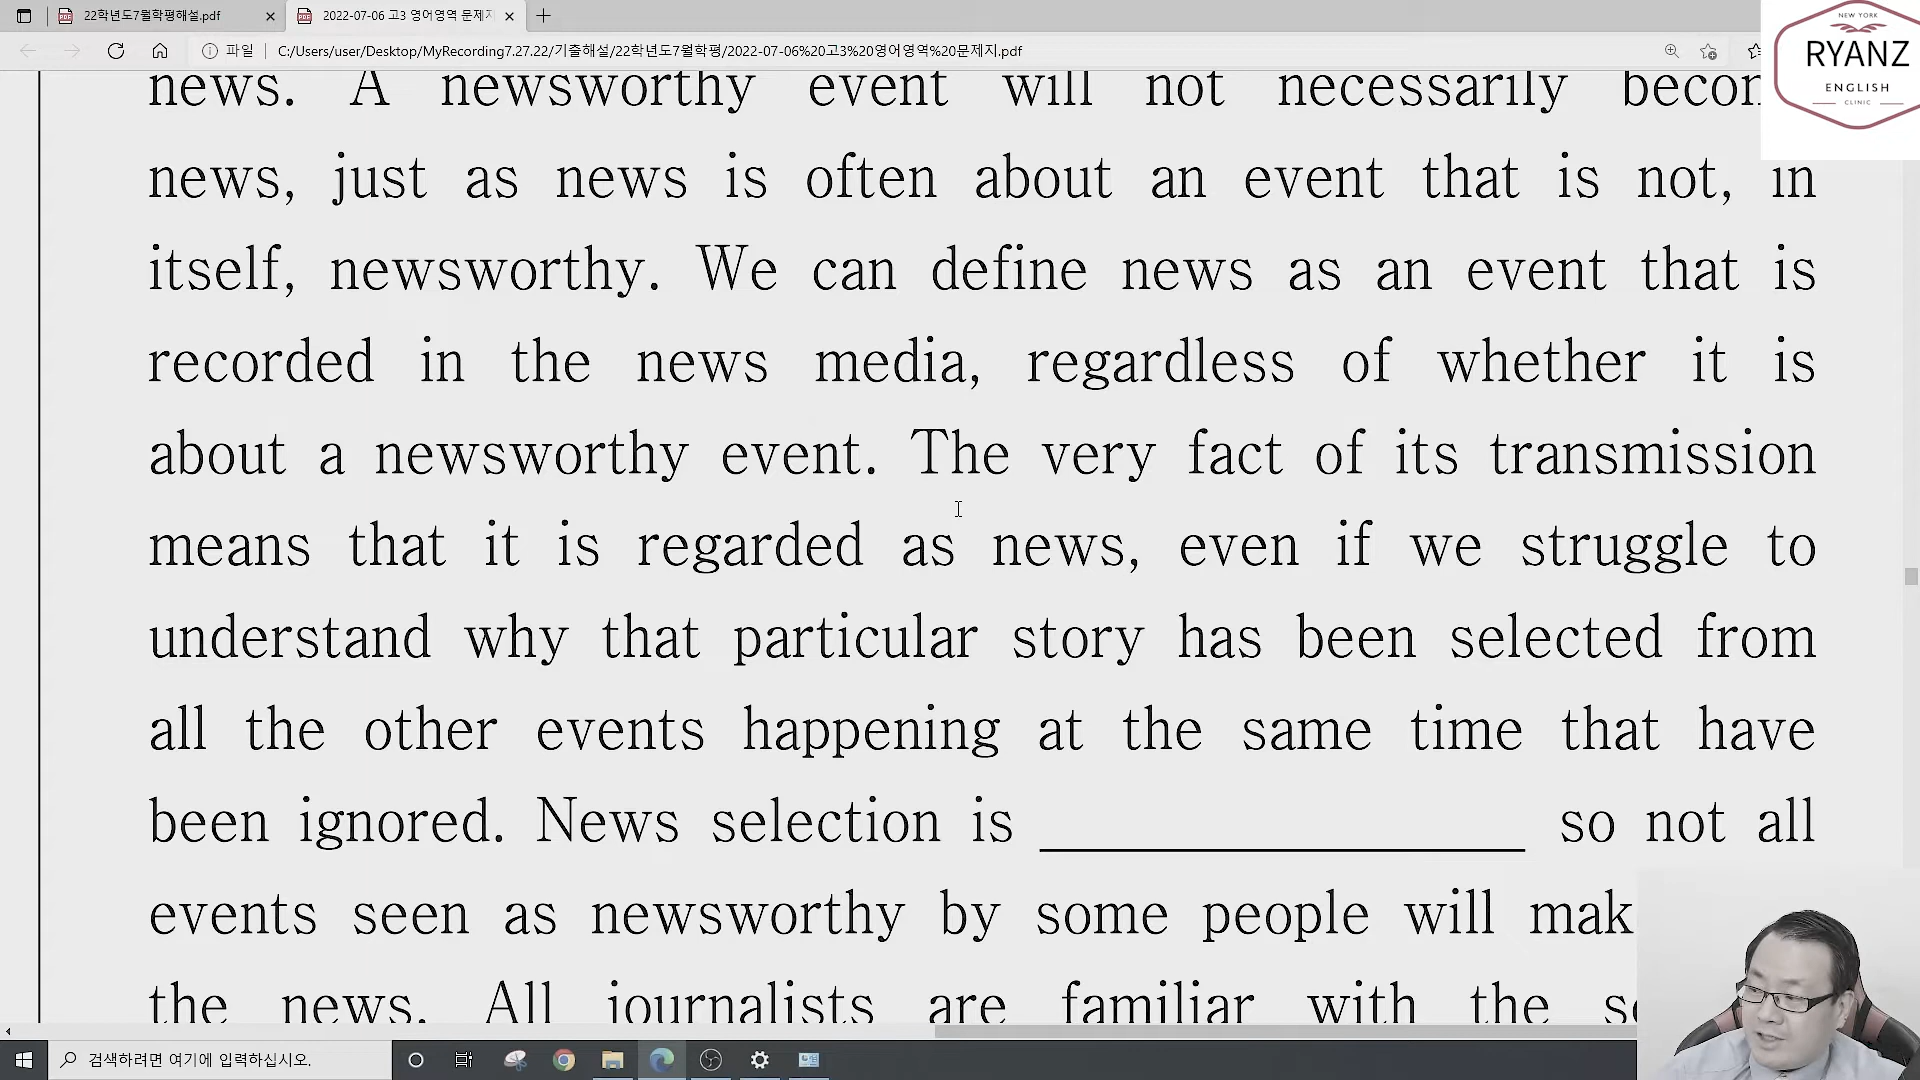 22학년도7월학평해설.pdf
2022-07-06 고3 영어영역 문제지
파일
C:/Users/user/Desktop/MyRecording7.27.22/기출해설/22학년도7월학평/2022-07-06%20고3%20영어영역%20문제지.pdf
NEW YORK
RYANZ
ENGLISH
CLINIC
news. A newsworthy event will not necessarily becom
news, just as news is often about an event that is not, in
itself, newsworthy. We can define news as an event that is
recorded in the news media, regardless of whether it is
about a newsworthy event. The very fact of its transmission
means that it is regarded as news, even if we struggle to
understand why that particular story has been selected from
all the other events happening at the same time that have
been ignored. News selection is so not all
events seen as newsworthy by some people will mak
the news. All journalists are familiar with the
검색하려면 여기에 입력하십시오.